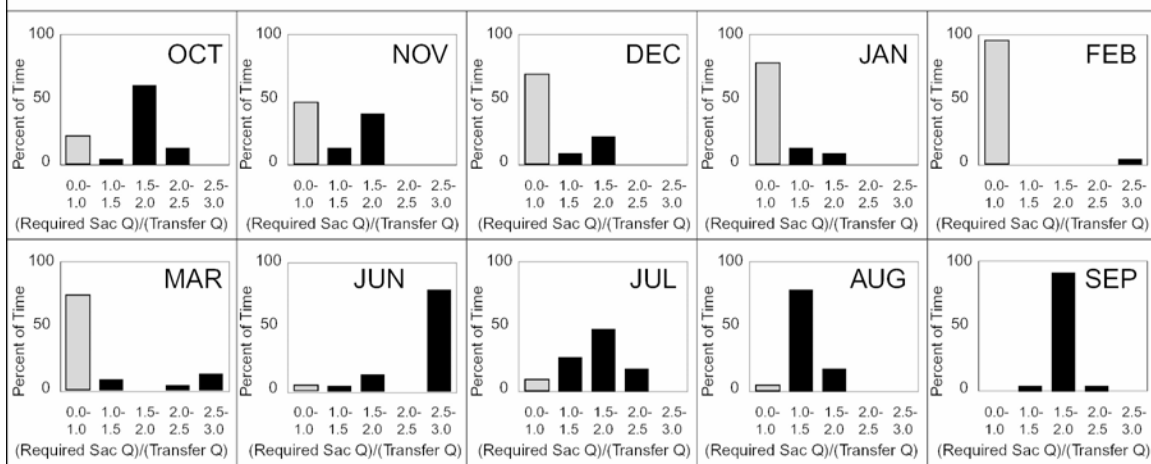 100
OCT
50
0
Percent of Time
0.0- 1.0- 1.5- 2.0- 2.5-
1.0 1.5 2.0 2.5 3.0
(Required Sac Q)/(Transfer Q)
100
NOV
50
0
Percent of Time
0.0- 1.0- 1.5- 2.0- 2.5-
1.0 1.5 2.0 2.5 3.0
(Required Sac Q)/(Transfer Q)
100
DEC
50
0
Percent of Time
0.0- 1.0- 1.5- 2.0- 2.5-
1.0 1.5 2.0 2.5 3.0
(Required Sac Q)/(Transfer Q)
100
JAN
50
0
Percent of Time
0.0- 1.0- 1.5- 2.0- 2.5-
1.0 1.5 2.0 2.5 3.0
(Required Sac Q)/(Transfer Q)
100
FEB
50
0
Percent of Time
0.0- 1.0- 1.5- 2.0- 2.5-
1.0 1.5 2.0 2.5 3.0
(Required Sac Q)/(Transfer Q)
100
MAR
50
0
Percent of Time
0.0- 1.0- 1.5- 2.0- 2.5-
1.0 1.5 2.0 2.5 3.0
(Required Sac Q)/(Transfer Q)
100
JUN
50
0
Percent of Time
0.0- 1.0- 1.5- 2.0- 2.5-
1.0 1.5 2.0 2.5 3.0
(Required Sac Q)/(Transfer Q)
100
JUL
50
0
Percent of Time
0.0- 1.0- 1.5- 2.0- 2.5-
1.0 1.5 2.0 2.5 3.0
(Required Sac Q)/(Transfer Q)
100
AUG
50
0
Percent of Time
0.0- 1.0- 1.5- 2.0- 2.5-
1.0 1.5 2.0 2.5 3.0
(Required Sac Q)/(Transfer Q)
100
SEP
50
0
Percent of Time
0.0- 1.0- 1.5- 2.0- 2.5-
1.0 1.5 2.0 2.5 3.0
(Required Sac Q)/(Transfer Q)